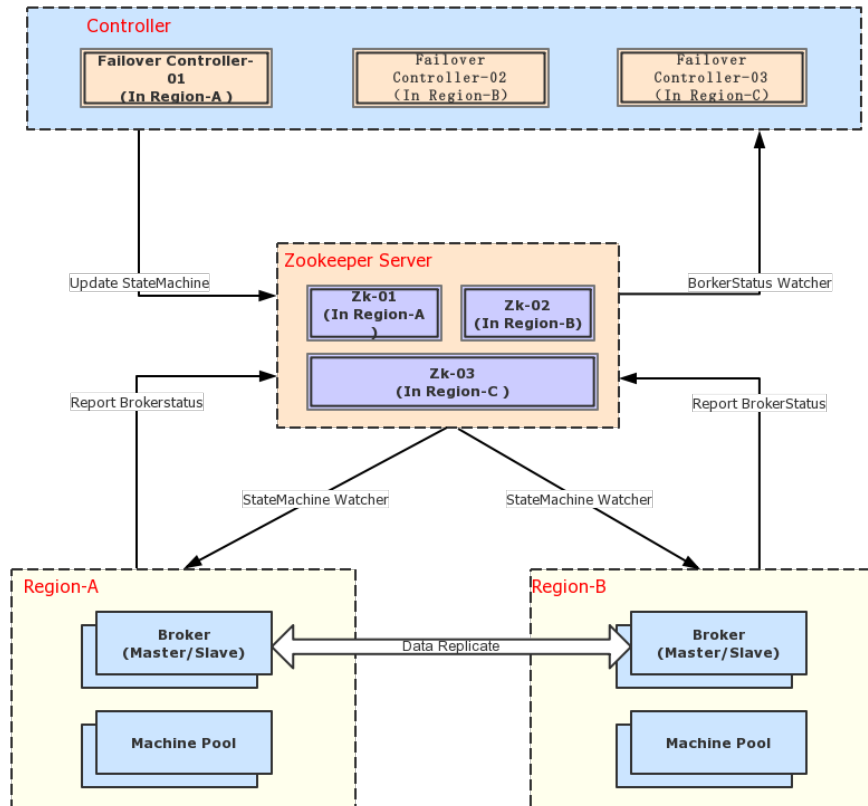 Controller
Failover Controller-
01
(In Region-A )
Failover
Controller-02
(In Region-B)
Failover
Controller-03
(In Region-C)
Update StateMachine
BorkerStatus Watcher
Zookeeper Server
Zk-01
(In Region-A
)
Zk-02
(In Region-B)
Zk-03
(In Region-C )
Report Brokerstatus
Report BrokerStatus
StateMachine Watcher
StateMachine Watcher
Region-A
Broker
(Master/Slave)
Machine Pool
Data Replicate
Region-B
Broker
(Master/Slave)
Machine Pool